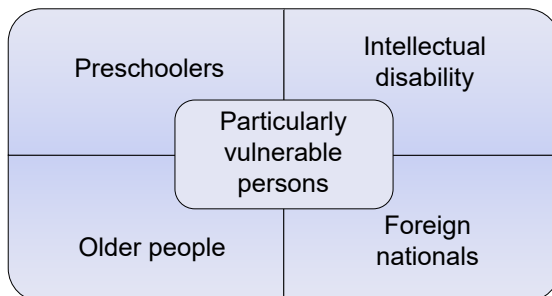 Preschoolers
Intellectual
disability
Particularly
vulnerable
persons
Older people
Foreign
nationals